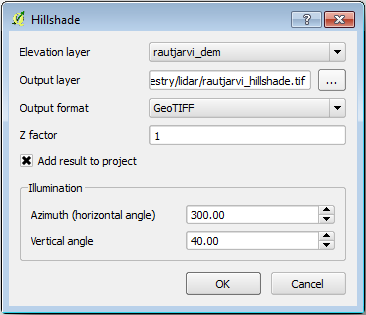 Hillshade
Elevation layer rautjarvi_dem
Output layer estry/lidar/rautjarvi_hillshade.tif ...
Output format GeoTIFF
Z factor 1
Add result to project
Illumination
Azimuth (horizontal angle) 300.00
Vertical angle 40.00
OK Cancel